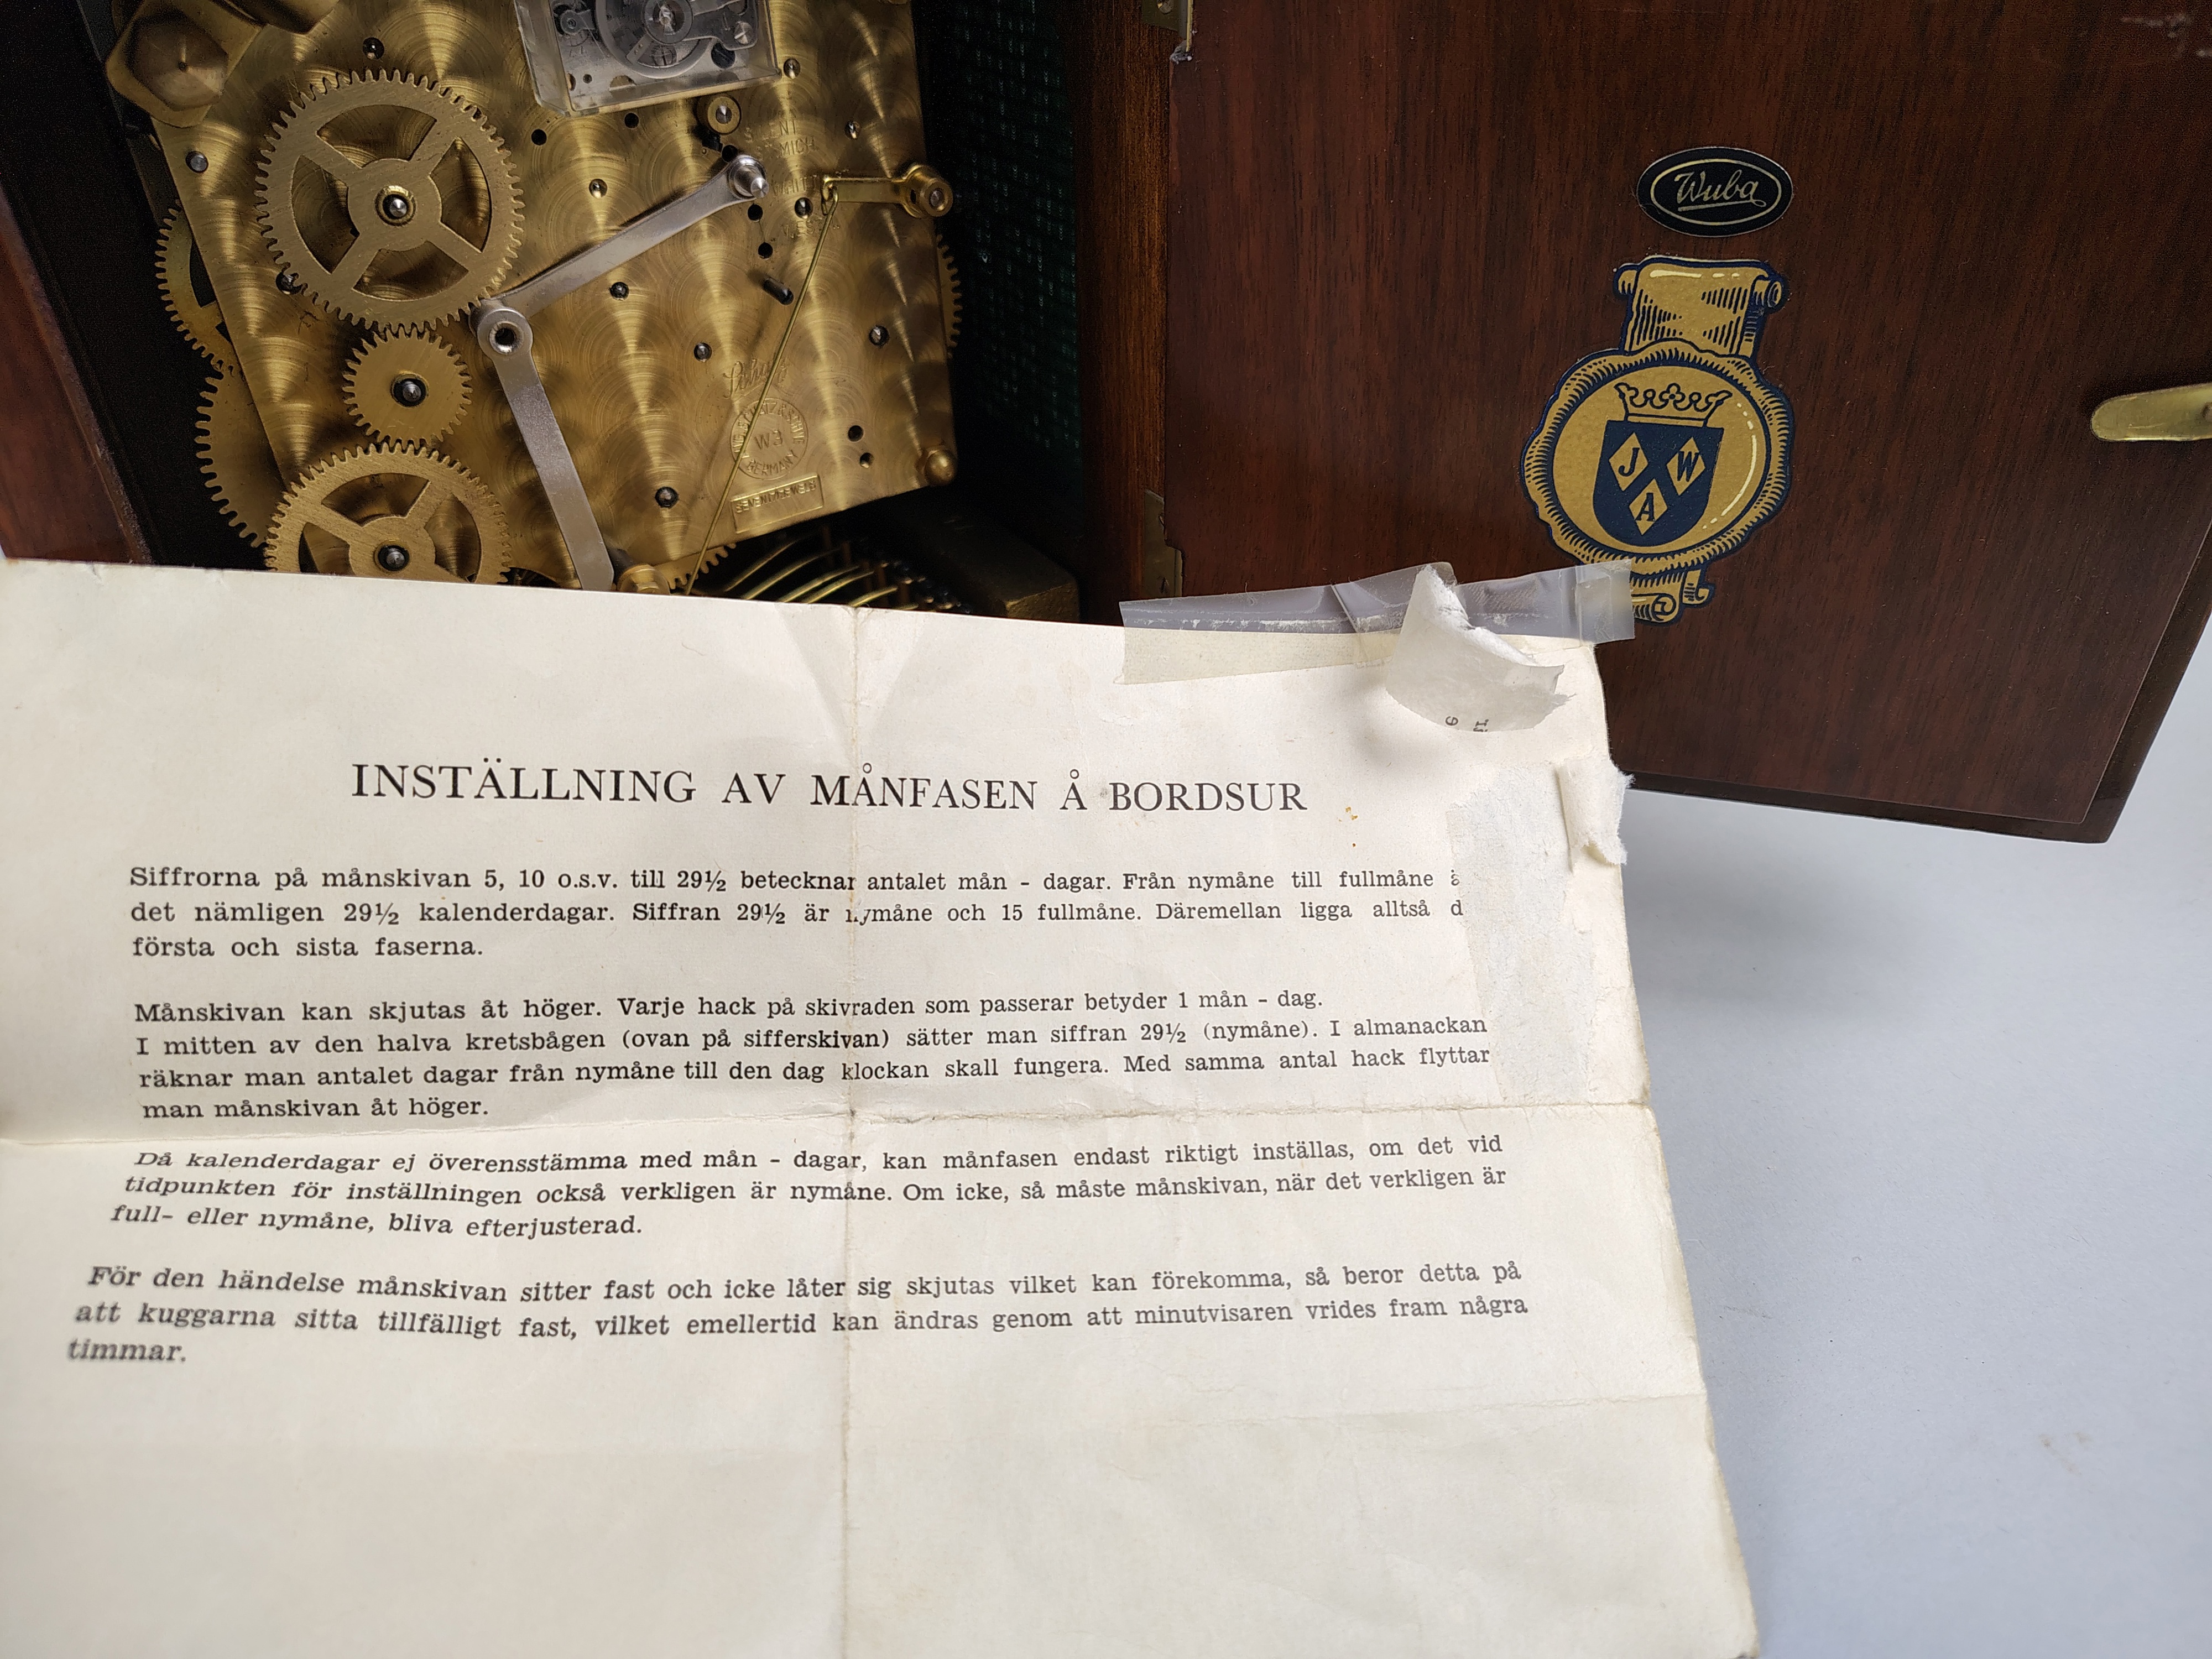 Wuba
J W
A
W3
GERMANY
INSTÄLLNING AV MÅNFASEN Å BORDSUR
Siffrorna på månskivan 5, 10 o.s.v. till 29½ betecknar antalet mån - dagar. Från nymåne till fullmåne
det nämligen 29½ kalenderdagar. Siffran 29½ är nymåne och 15 fullmåne. Däremellan ligga alltså d
första och sista faserna.
Månskivan kan skjutas åt höger. Varje hack på skivraden som passerar betyder 1 mån - dag.
I mitten av den halva kretsbågen (ovan på sifferskivan) sätter man siffran 29½ (nymåne). I almanackan
räknar man antalet dagar från nymåne till den dag klockan skall fungera. Med samma antal hack flyttar
man månskivan åt höger.
Då kalenderdagar ej överensstämma med mån - dagar, kan månfasen endast riktigt inställas, om det vid
tidpunkten för inställningen också verkligen är nymåne. Om icke, så måste månskivan, när det verkligen är
full- eller nymåne, bliva efterjusterad.
För den händelse månskivan sitter fast och icke låter sig skjutas vilket kan förekomma, så beror detta på
att kuggarna sitta tillfälligt fast, vilket emellertid kan ändras genom att minutvisaren vrides fram några
timmar.